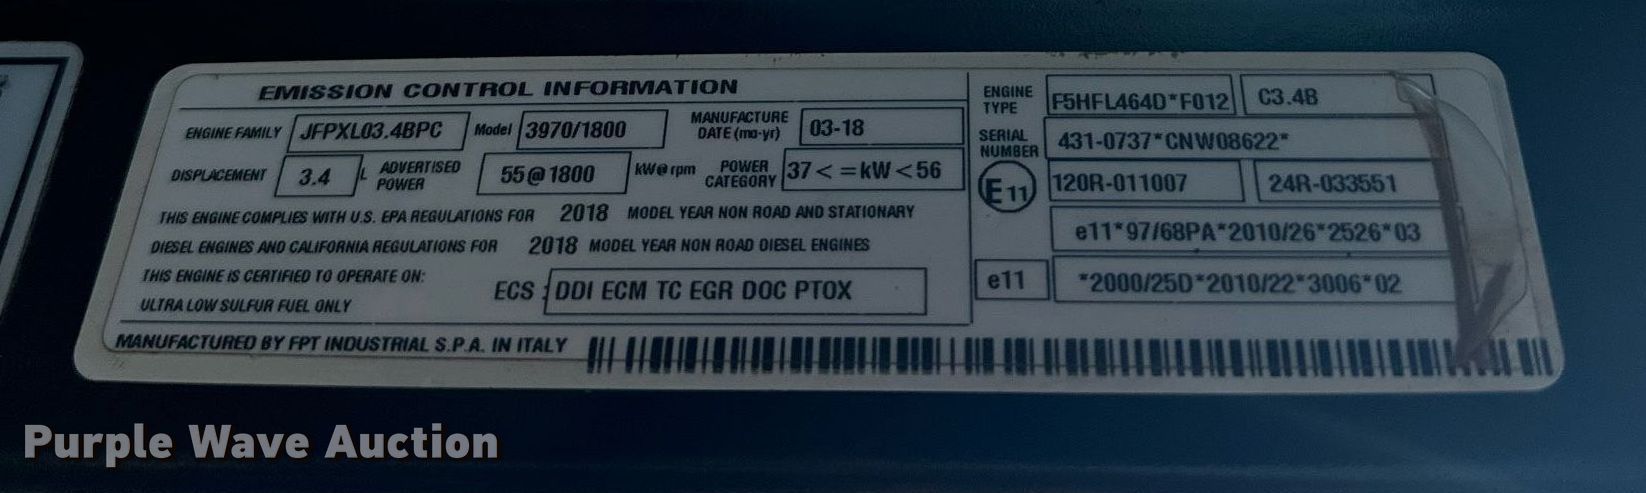 EMISSION CONTROL INFORMATION
ENGINE FAMILY JFPXL03.4BPC Model 3970/1800 MANUFACTURE DATE (mo-yr) 03-18
DISPLACEMENT 3.4 L ADVERTISED POWER 55@1800 kW@rpm POWER CATEGORY 37<=kW<56
THIS ENGINE COMPLIES WITH U.S. EPA REGULATIONS FOR 2018 MODEL YEAR NON ROAD AND STATIONARY
DIESEL ENGINES AND CALIFORNIA REGULATIONS FOR 2018 MODEL YEAR NON ROAD DIESEL ENGINES
THIS ENGINE IS CERTIFIED TO OPERATE ON:
ULTRA LOW SULFUR FUEL ONLY
ECS : DDI ECM TC EGR DOC PTOX
MANUFACTURED BY FPT INDUSTRIAL S.P.A. IN ITALY
ENGINE TYPE F5HFL464D*F012 C3.4B
SERIAL NUMBER 431-0737*CNW08622*
E11 120R-011007 24R-033551
e11*97/68PA*2010/26*2526*03
e11 *2000/25D*2010/22*3006*02
Purple Wave Auction